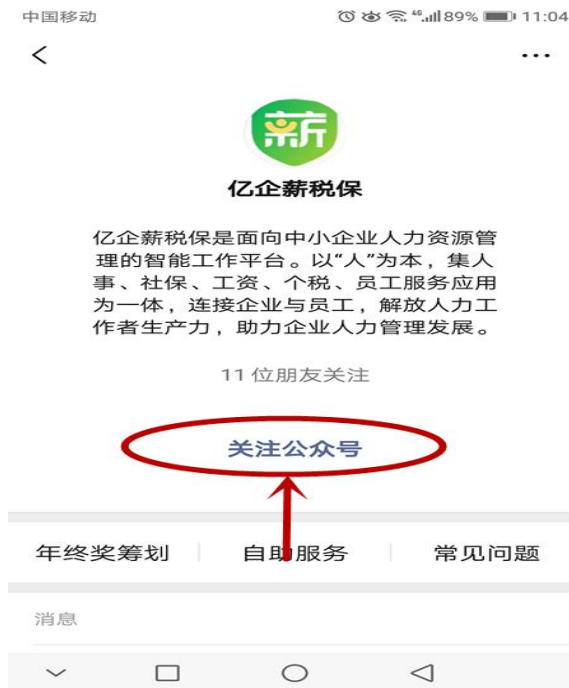 中国移动 46 89% 11:04
薪
亿企薪税保
亿企薪税保是面向中小企业人力资源管
理的智能工作平台。以“人”为本，集人
事、社保、工资、个税、员工服务应用
为一体，连接企业与员工，解放人力工
作者生产力，助力企业人力管理发展。
11 位朋友关注
关注公众号
年终奖筹划 自助服务 常见问题
消息